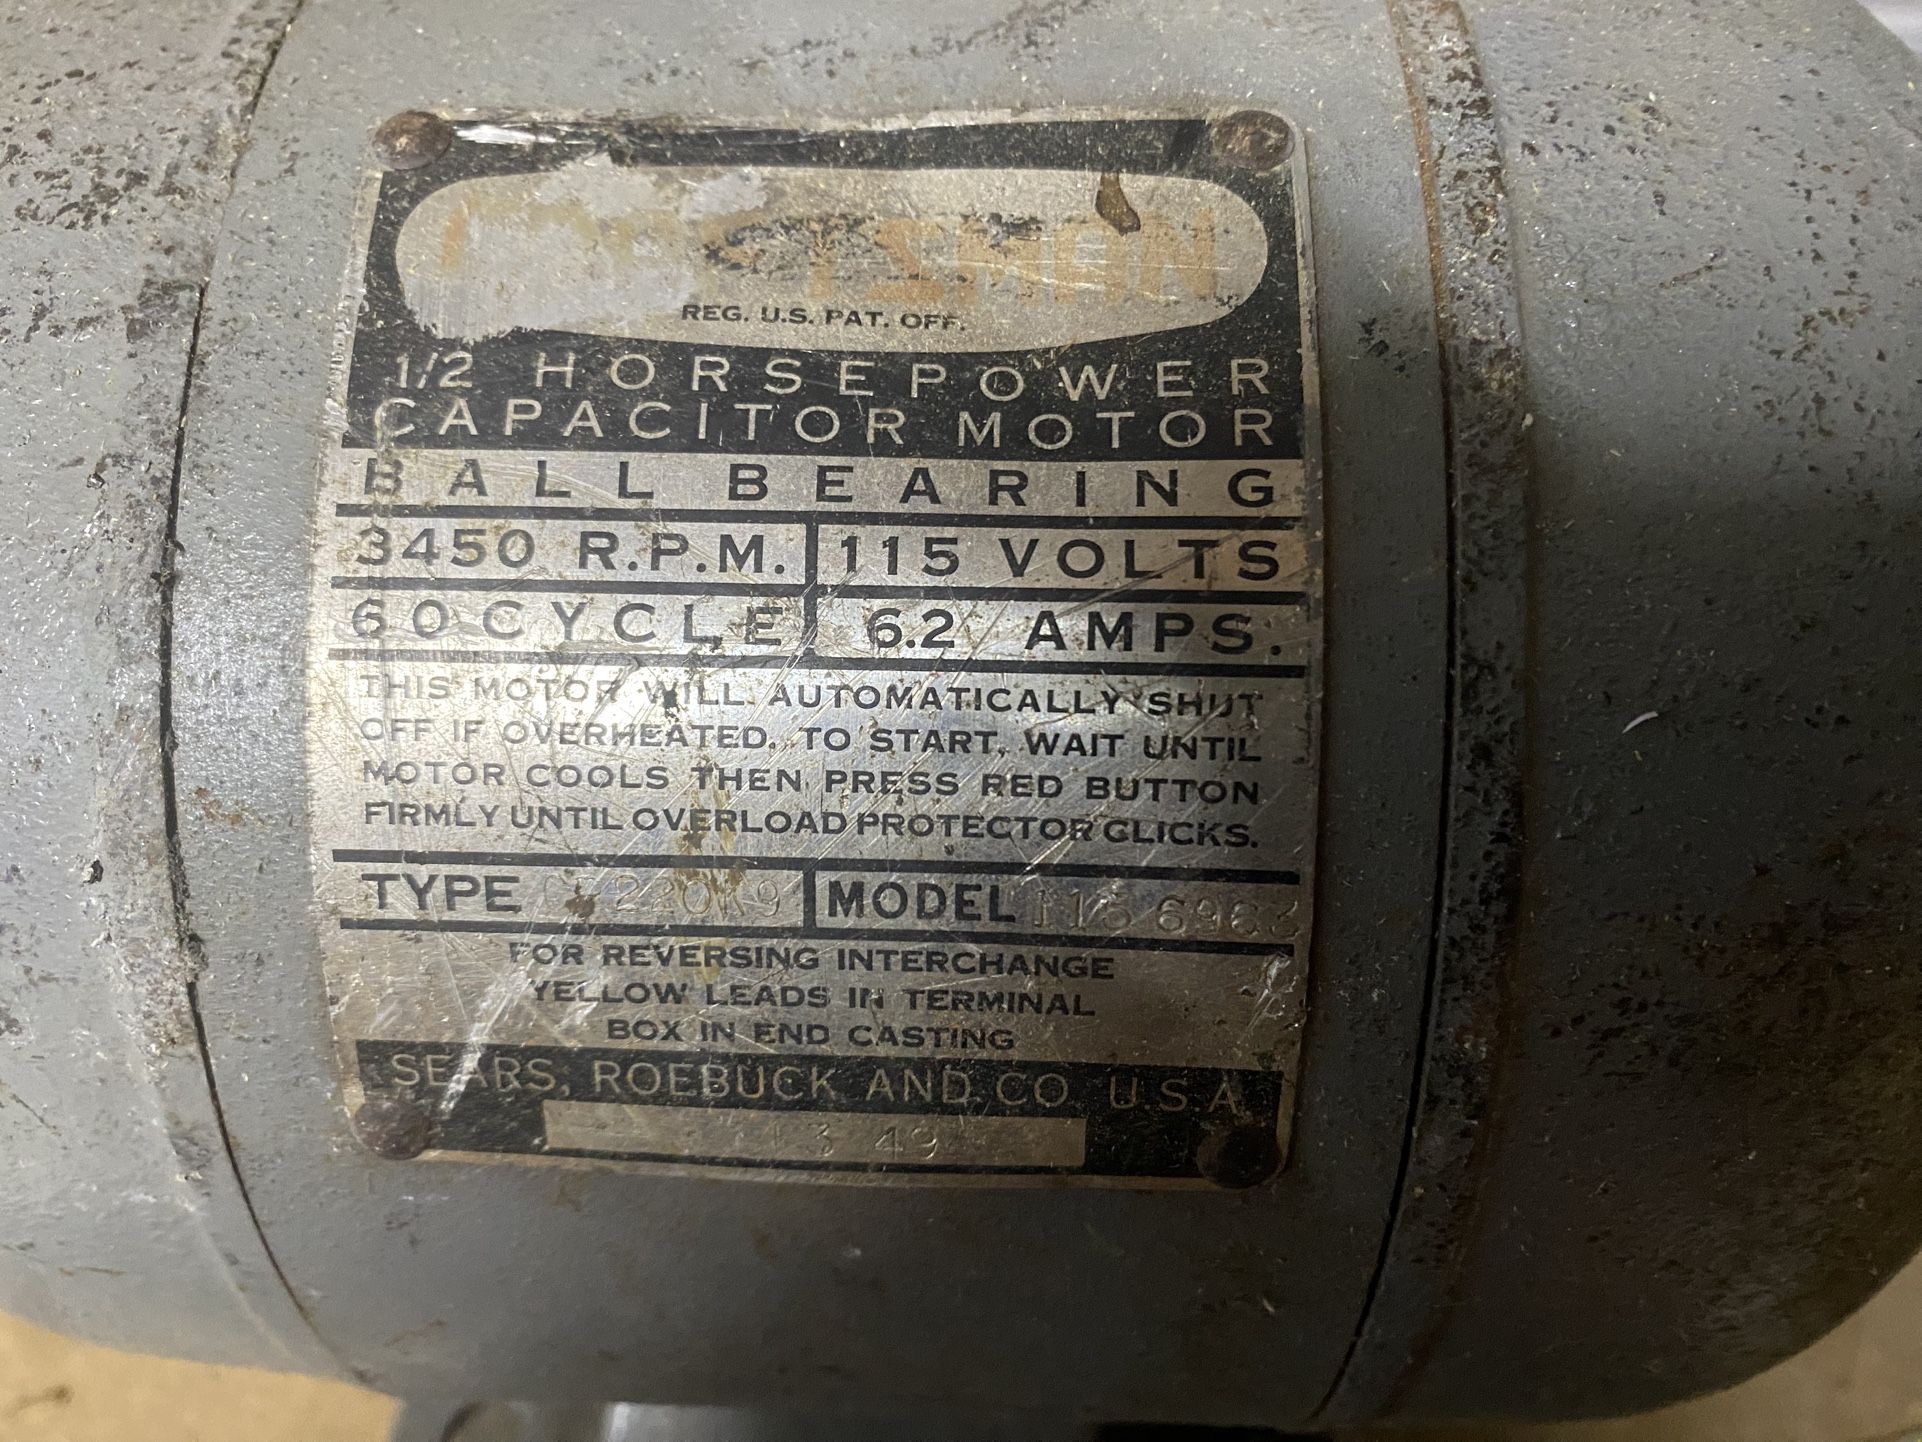 REG. U.S. PAT. OFF.
1/2 HORSEPOWER
CAPACITOR MOTOR
BALL BEARING
3450 R.P.M. 115 VOLTS
60 CYCLE 6.2 AMPS.
THIS MOTOR WILL AUTOMATICALLY SHUT
OFF IF OVERHEATED. TO START, WAIT UNTIL
MOTOR COOLS THEN PRESS RED BUTTON
FIRMLY UNTIL OVERLOAD PROTECTOR CLICKS.
TYPE MODEL
FOR REVERSING INTERCHANGE
YELLOW LEADS IN TERMINAL
BOX IN END CASTING
SEARS, ROEBUCK AND CO U.S.A